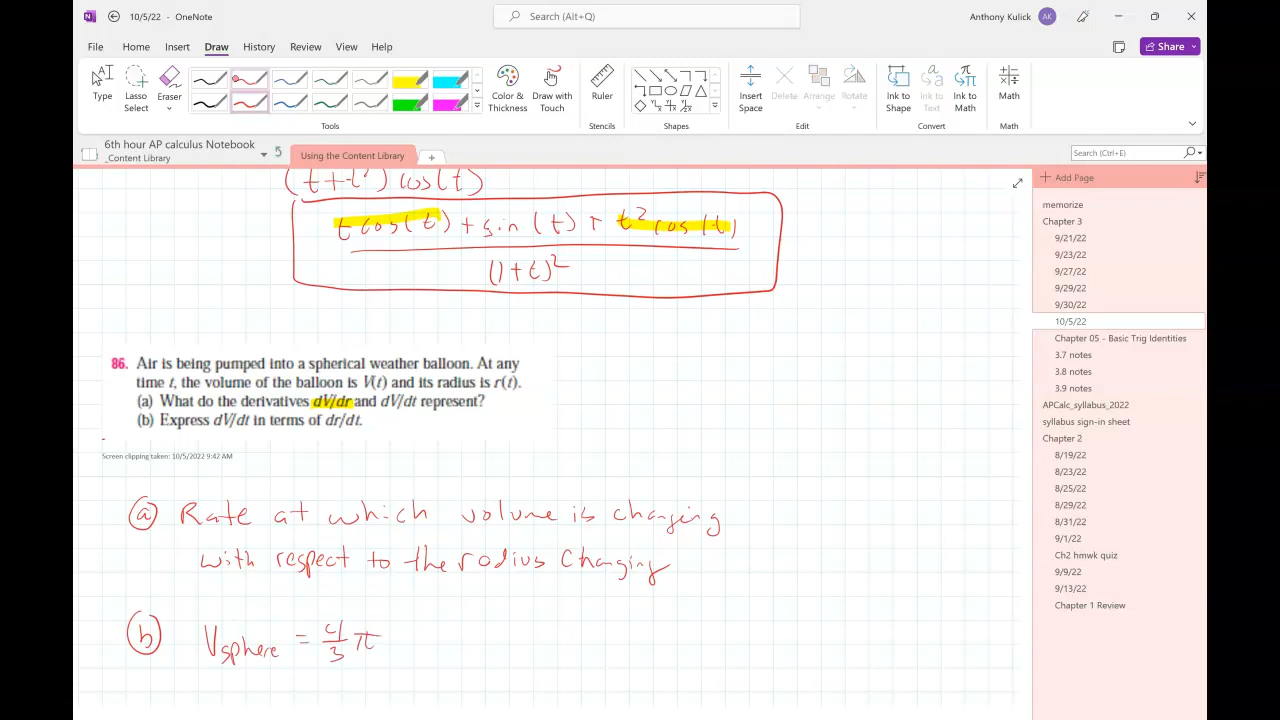 10/5/22 - OneNote
Search (Alt+Q)
Anthony Kulick
AK
File Home Insert Draw History Review View Help
Share
Type
Lasso Select
Eraser
Color & Thickness
Draw with Touch
Ruler
Insert Space
Delete
Arrange
Rotate
Ink to Shape
Ink to Text
Ink to Math
Math
Tools
Stencils
Shapes
Edit
Convert
Math
6th hour AP calculus Notebook
_Content Library
Using the Content Library
+
Search (Ctrl+E)
(t+t²) cos(t)
t cos(t) + sin(t) + t² cos(t)
(1+t)²
86. Air is being pumped into a spherical weather balloon. At any
time t, the volume of the balloon is V(t) and its radius is r(t).
(a) What do the derivatives dV/dr and dV/dt represent?
(b) Express dV/dt in terms of dr/dt.
Screen clipping taken: 10/5/2022 9:42 AM
(a) Rate at which volume is changing
with respect to the radius changing
(b) Vsphere = 4/3 π
Add Page
memorize
Chapter 3
9/21/22
9/23/22
9/27/22
9/29/22
9/30/22
10/5/22
Chapter 05 - Basic Trig Identities
3.7 notes
3.8 notes
3.9 notes
APCalc_syllabus_2022
syllabus sign-in sheet
Chapter 2
8/19/22
8/23/22
8/25/22
8/29/22
8/31/22
9/1/22
Ch2 hmwk quiz
9/9/22
9/13/22
Chapter 1 Review